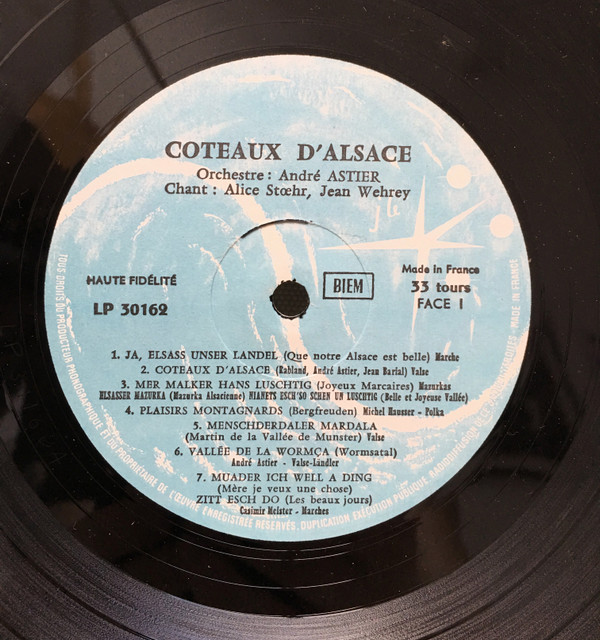 COTEAUX D'ALSACE
Orchestre : André ASTIER
Chant : Alice Stœhr, Jean Wehrey
HAUTE FIDÉLITÉ
LP 30162
BIEM
Made in France
33 tours
FACE 1
1. JA, ELSASS UNSER LANDEL (Que notre Alsace est belle) Marche
2. COTEAUX D'ALSACE (Rabland, André Astier, Jean Barial) Valse
3. MER MALKER HANS LUSCHTIG (Joyeux Marcaires) Mazurkas
ELSASSER MAZURKA (Mazurka Alsacienne) NIANETS ESCH'SO SCHEN UN LUSCHTIG (Belle et Joyeuse Vallée)
4. PLAISIRS MONTAGNARDS (Bergfreuden) Michel Hausser - Polka
5. MENSCHDERDALER MARDALA
(Martin de la Vallée de Munster) Valse
6. VALLÉE DE LA WORMÇA (Wormsatal)
André Astier - Valse-Ländler
7. MUADER ICH WELL A DING
(Mère je veux une chose)
ZITT ESCH DO (Les beaux jours)
Casimir Meister - Marches
TOUS DROITS DU PRODUCTEUR PHONOGRAPHIQUE ET DU PROPRIÉTAIRE DE L'ŒUVRE ENREGISTRÉE RÉSERVÉS. DUPLICATION EXÉCUTION PUBLIQUE RADIODIFFUSION MADE IN FRANCE